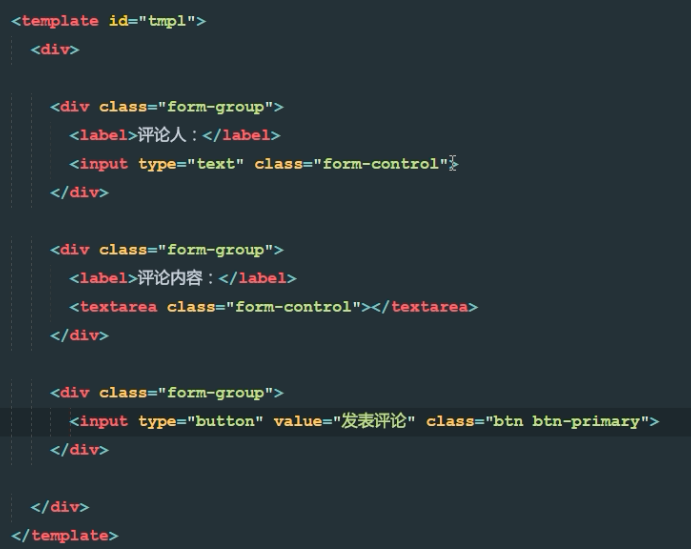 <template id="tmpl">
<div>
<div class="form-group">
<label>评论人：</label>
<input type="text" class="form-control">
</div>
<div class="form-group">
<label>评论内容：</label>
<textarea class="form-control"></textarea>
</div>
<div class="form-group">
<input type="button" value="发表评论" class="btn btn-primary">
</div>
</div>
</template>